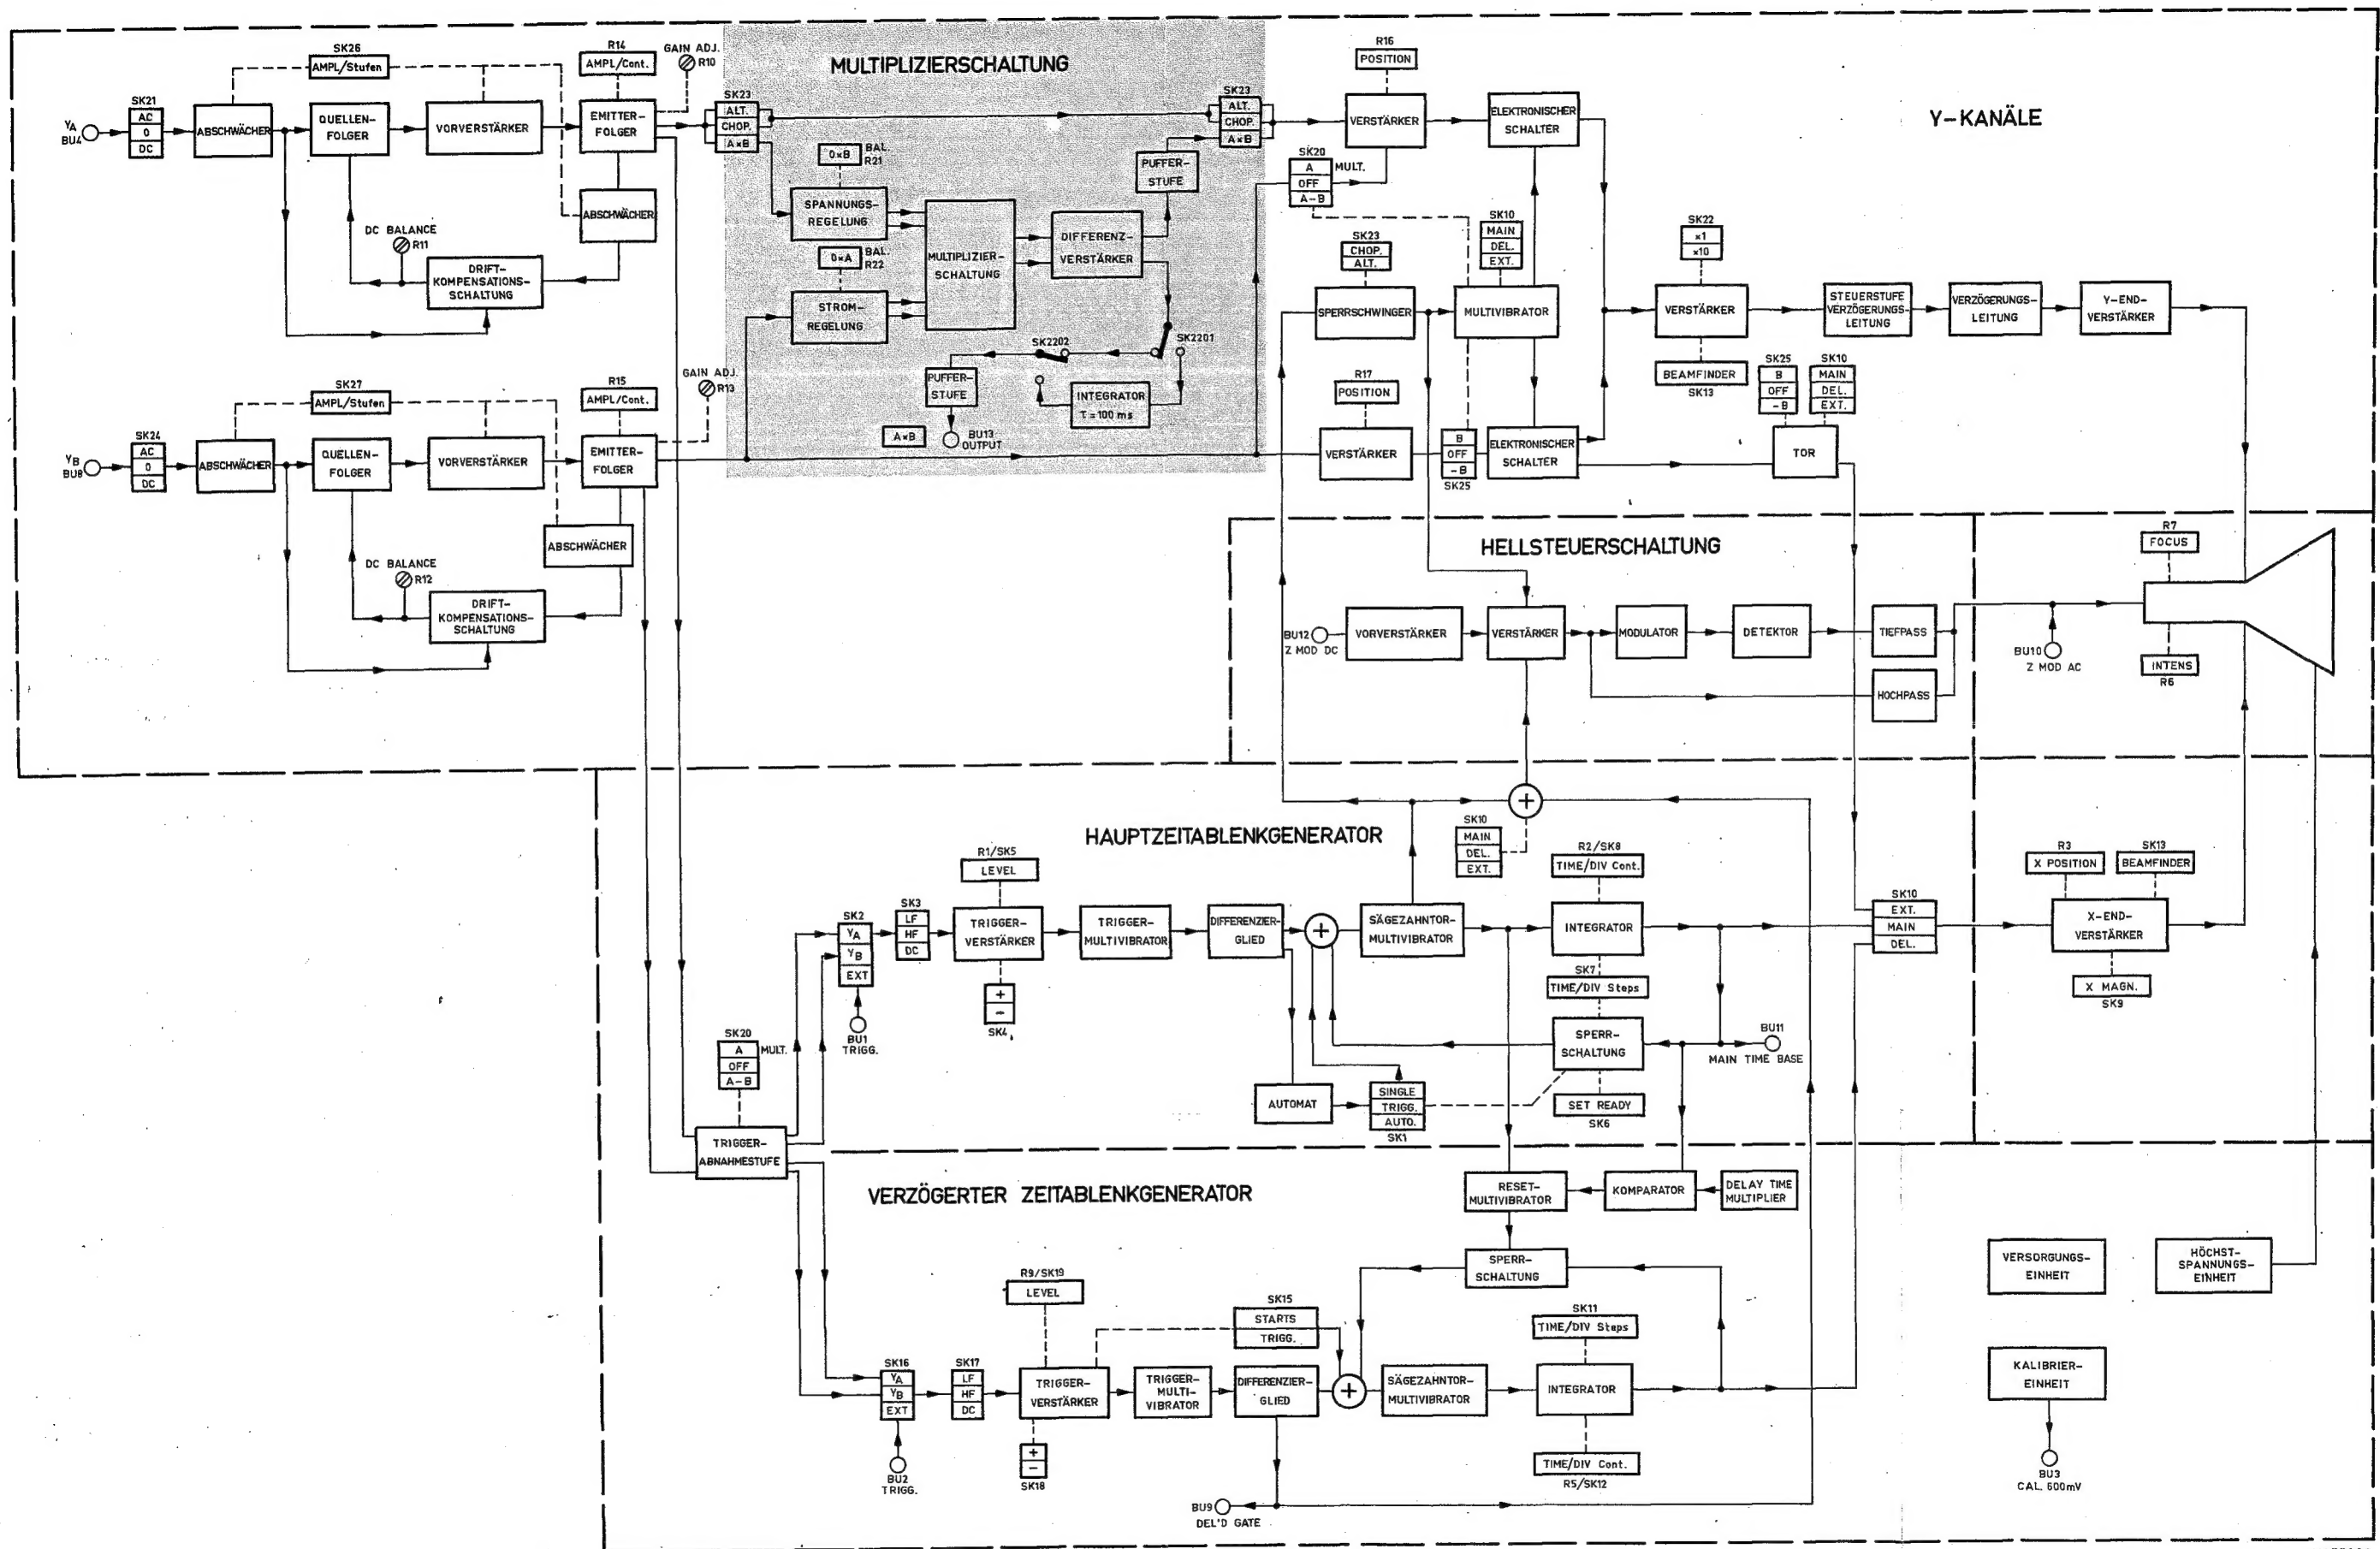 MULTIPLIZIERSCHALTUNG
Y-KANÄLE
SK26
AMPL/Stufen
R14
AMPL/Cont.
GAIN ADJ.
R10
YA
BU4
SK21
AC
0
DC
ABSCHWÄCHER
QUELLEN-
FOLGER
VORVERSTÄRKER
EMITTER-
FOLGER
ABSCHWÄCHER
DC BALANCE
R11
DRIFT-
KOMPENSATIONS-
SCHALTUNG
SK23
ALT.
CHOP.
A×B
0×B
BAL.
R21
SPANNUNGS-
REGELUNG
0×A
BAL.
R22
STROM-
REGELUNG
MULTIPLIZIER-
SCHALTUNG
DIFFERENZ-
VERSTÄRKER
PUFFER-
STUFE
SK23
ALT.
CHOP.
A×B
SK2202
SK2201
PUFFER-
STUFE
INTEGRATOR
τ = 100 ms
A×B
BU13
OUTPUT
R16
POSITION
VERSTÄRKER
ELEKTRONISCHER
SCHALTER
SK20
A
OFF
A-B
MULT.
SK23
CHOP.
ALT.
SPERRSCHWINGER
SK10
MAIN
DEL.
EXT.
MULTIVIBRATOR
SK22
×1
×10
VERSTÄRKER
BEAMFINDER
SK13
STEUERSTUFE
VERZÖGERUNGS-
LEITUNG
VERZÖGERUNGS-
LEITUNG
Y-END-
VERSTÄRKER
R17
POSITION
VERSTÄRKER
B
OFF
-B
SK25
ELEKTRONISCHER
SCHALTER
SK25
B
OFF
-B
SK10
MAIN
DEL.
EXT.
TOR
SK27
AMPL/Stufen
R15
AMPL/Cont.
GAIN ADJ.
R13
YB
BU8
SK24
AC
0
DC
ABSCHWÄCHER
QUELLEN-
FOLGER
VORVERSTÄRKER
EMITTER-
FOLGER
ABSCHWÄCHER
DC BALANCE
R12
DRIFT-
KOMPENSATIONS-
SCHALTUNG
HELLSTEUERSCHALTUNG
BU12
Z MOD DC
VORVERSTÄRKER
VERSTÄRKER
MODULATOR
DETEKTOR
TIEFPASS
HOCHPASS
R7
FOCUS
BU10
Z MOD AC
INTENS
R6
HAUPTZEITABLENKGENERATOR
+
SK10
MAIN
DEL.
EXT.
R1/SK5
LEVEL
SK2
YA
YB
EXT
BU1
TRIGG.
SK3
LF
HF
DC
TRIGGER-
VERSTÄRKER
+
-
SK4
TRIGGER-
MULTIVIBRATOR
DIFFERENZIER-
GLIED
+
SÄGEZAHNTOR-
MULTIVIBRATOR
R2/SK8
TIME/DIV Cont.
INTEGRATOR
SK7
TIME/DIV Steps
SPERR-
SCHALTUNG
SET READY
SK6
BU11
MAIN TIME BASE
AUTOMAT
SINGLE
TRIGG.
AUTO.
SK1
SK10
EXT.
MAIN
DEL.
R3
X POSITION
SK13
BEAMFINDER
X-END-
VERSTÄRKER
X MAGN.
SK9
SK20
A
OFF
A-B
MULT.
TRIGGER-
ABNAHMESTUFE
VERZÖGERTER ZEITABLENKGENERATOR
RESET-
MULTIVIBRATOR
KOMPARATOR
DELAY TIME
MULTIPLIER
SPERR-
SCHALTUNG
R9/SK19
LEVEL
SK15
STARTS
TRIGG.
SK11
TIME/DIV Steps
SK16
YA
YB
EXT
BU2
TRIGG.
SK17
LF
HF
DC
TRIGGER-
VERSTÄRKER
+
-
SK18
TRIGGER-
MULTI-
VIBRATOR
DIFFERENZIER-
GLIED
+
SÄGEZAHNTOR-
MULTIVIBRATOR
INTEGRATOR
TIME/DIV Cont.
R5/SK12
BU9
DEL'D GATE
VERSORGUNGS-
EINHEIT
HÖCHST-
SPANNUNGS-
EINHEIT
KALIBRIER-
EINHEIT
BU3
CAL. 600mV